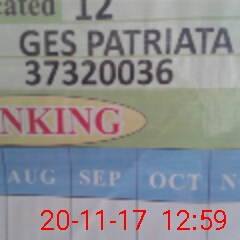 cated 12
GES PATRIATA
37320036
NKING
AUG SEP OCT N
20-11-17 12:59